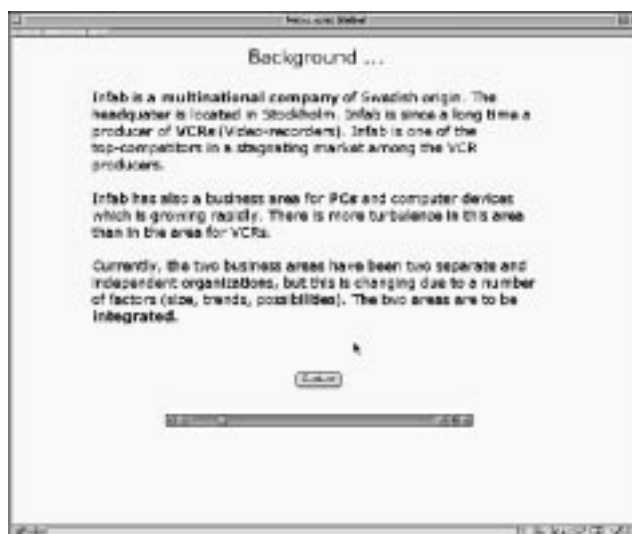 Background ...
Infab is a multinational company of Swedish origin. The
headquater is located in Stockholm. Infab is since a long time a
producer of VCRs (Video-recorders). Infab is one of the
top-competitors in a stagnating market among the VCR
producers.
Infab has also a business area for PCs and computer devices
which is growing rapidly. There is more turbulence in this area
than in the area for VCRs.
Currently, the two business areas have been two separate and
independent organizations, but this is changing due to a number
of factors (size, trends, possibilities). The two areas are to be
integrated.